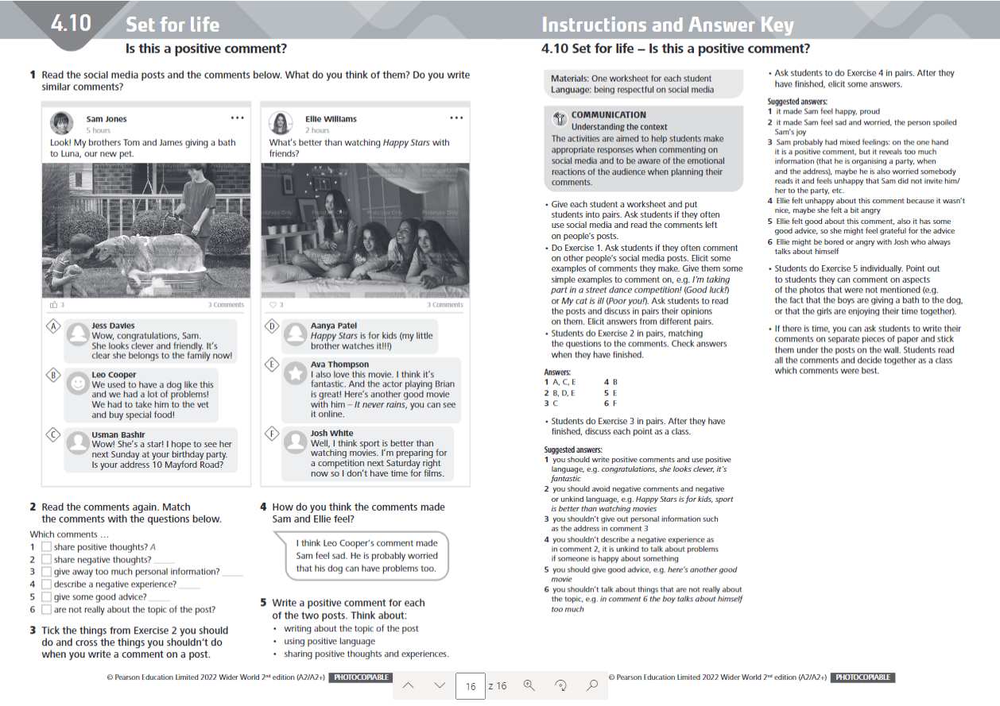 4.10
Set for life
Is this a positive comment?
1 Read the social media posts and the comments below. What do you think of them? Do you write
similar comments?
Sam Jones
5 hours
Look! My brothers Tom and James giving a bath
to Luna, our new pet.
3
3 Comments
A
Jess Davies
Wow, congratulations, Sam.
She looks clever and friendly. It's
clear she belongs to the family now!
B
Leo Cooper
We used to have a dog like this
and we had a lot of problems!
We had to take him to the vet
and buy special food!
C
Usman Bashir
Wow! She's a star! I hope to see her
next Sunday at your birthday party.
Is your address 10 Mayford Road?
Ellie Williams
2 hours
What's better than watching Happy Stars with
friends?
3
3 Comments
D
Aanya Patel
Happy Stars is for kids (my little
brother watches it!!!)
E
Ava Thompson
I also love this movie. I think it's
fantastic. And the actor playing Brian
is great! Here's another good movie
with him – It never rains, you can see
it online.
F
Josh White
Well, I think sport is better than
watching movies. I'm preparing for
a competition next Saturday right
now so I don't have time for films.
2 Read the comments again. Match
the comments with the questions below.
Which comments …
1 share positive thoughts? A
2 share negative thoughts? ____
3 give away too much personal information? ____
4 describe a negative experience? ____
5 give some good advice? ____
6 are not really about the topic of the post?
3 Tick the things from Exercise 2 you should
do and cross the things you shouldn't do
when you write a comment on a post.
4 How do you think the comments made
Sam and Ellie feel?
I think Leo Cooper's comment made
Sam feel sad. He is probably worried
that his dog can have problems too.
5 Write a positive comment for each
of the two posts. Think about:
• writing about the topic of the post
• using positive language
• sharing positive thoughts and experiences.
© Pearson Education Limited 2022 Wider World 2nd edition (A2/A2+) PHOTOCOPIABLE
Instructions and Answer Key
4.10 Set for life – Is this a positive comment?
Materials: One worksheet for each student
Language: being respectful on social media
COMMUNICATION
Understanding the context
The activities are aimed to help students make
appropriate responses when commenting on
social media and to be aware of the emotional
reactions of the audience when planning their
comments.
• Give each student a worksheet and put
students into pairs. Ask students if they often
use social media and read the comments left
on people's posts.
• Do Exercise 1. Ask students if they often comment
on other people's social media posts. Elicit some
examples of comments they make. Give them some
simple examples to comment on, e.g. I'm taking
part in a street dance competition! (Good luck!)
or My cat is ill (Poor you!). Ask students to read
the posts and discuss in pairs their opinions
on them. Elicit answers from different pairs.
• Students do Exercise 2 in pairs, matching
the questions to the comments. Check answers
when they have finished.
Answers:
1 A, C, E 4 B
2 B, D, E 5 E
3 C 6 F
• Students do Exercise 3 in pairs. After they have
finished, discuss each point as a class.
Suggested answers:
1 you should write positive comments and use positive
language, e.g. congratulations, she looks clever, it's
fantastic
2 you should avoid negative comments and negative
or unkind language, e.g. Happy Stars is for kids, sport
is better than watching movies
3 you shouldn't give out personal information such
as the address in comment 3
4 you shouldn't describe a negative experience as
in comment 2, it is unkind to talk about problems
if someone is happy about something
5 you should give good advice, e.g. here's another good
movie
6 you shouldn't talk about things that are not really about
the topic, e.g. in comment 6 the boy talks about himself
too much
• Ask students to do Exercise 4 in pairs. After they
have finished, elicit some answers.
Suggested answers:
1 it made Sam feel happy, proud
2 it made Sam feel sad and worried, the person spoiled
Sam's joy
3 Sam probably had mixed feelings: on the one hand
it is a positive comment, but it reveals too much
information (that he is organising a party, when
and the address), maybe he is also worried somebody
reads it and feels unhappy that Sam did not invite him/
her to the party, etc.
4 Ellie felt unhappy about this comment because it wasn't
nice, maybe she felt a bit angry
5 Ellie felt good about this comment, also it has some
good advice, so she might feel grateful for the advice
6 Ellie might be bored or angry with Josh who always
talks about himself
• Students do Exercise 5 individually. Point out
to students they can comment on aspects
of the photos that were not mentioned (e.g.
the fact that the boys are giving a bath to the dog,
or that the girls are enjoying their time together).
• If there is time, you can ask students to write their
comments on separate pieces of paper and stick
them under the posts on the wall. Students read
all the comments and decide together as a class
which comments were best.
16 z 16
© Pearson Education Limited 2022 Wider World 2nd edition (A2/A2+) PHOTOCOPIABLE